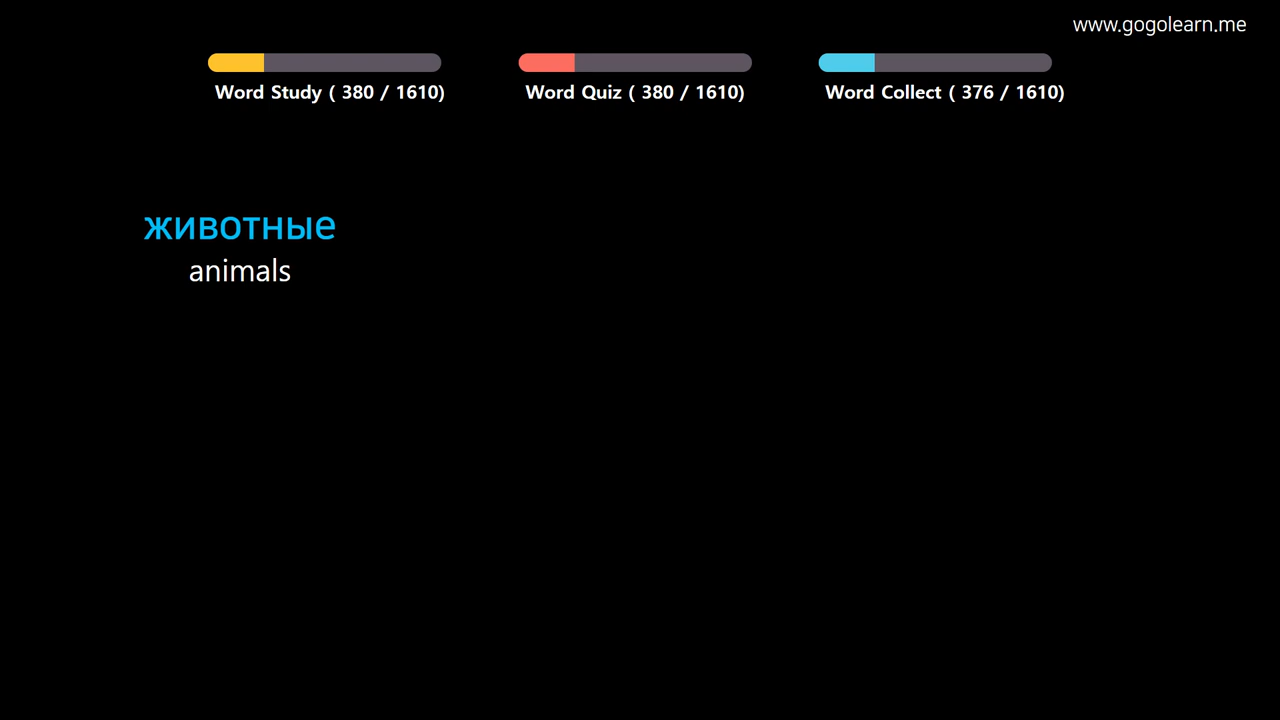 www.gogolearn.me
Word Study ( 380 / 1610)
Word Quiz ( 380 / 1610)
Word Collect ( 376 / 1610)
животные
animals